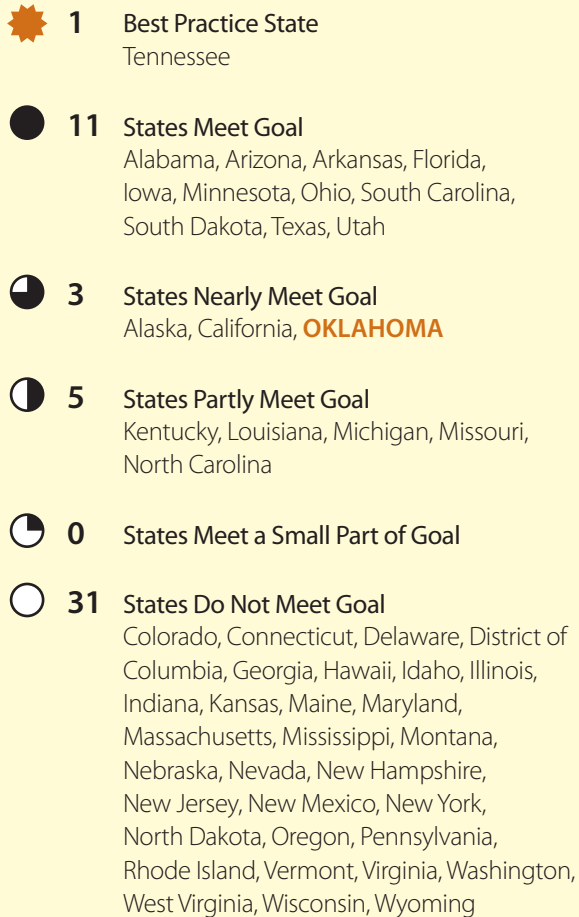 1 Best Practice State
Tennessee
11 States Meet Goal
Alabama, Arizona, Arkansas, Florida,
Iowa, Minnesota, Ohio, South Carolina,
South Dakota, Texas, Utah
3 States Nearly Meet Goal
Alaska, California, OKLAHOMA
5 States Partly Meet Goal
Kentucky, Louisiana, Michigan, Missouri,
North Carolina
0 States Meet a Small Part of Goal
31 States Do Not Meet Goal
Colorado, Connecticut, Delaware, District of
Columbia, Georgia, Hawaii, Idaho, Illinois,
Indiana, Kansas, Maine, Maryland,
Massachusetts, Mississippi, Montana,
Nebraska, Nevada, New Hampshire,
New Jersey, New Mexico, New York,
North Dakota, Oregon, Pennsylvania,
Rhode Island, Vermont, Virginia, Washington,
West Virginia, Wisconsin, Wyoming